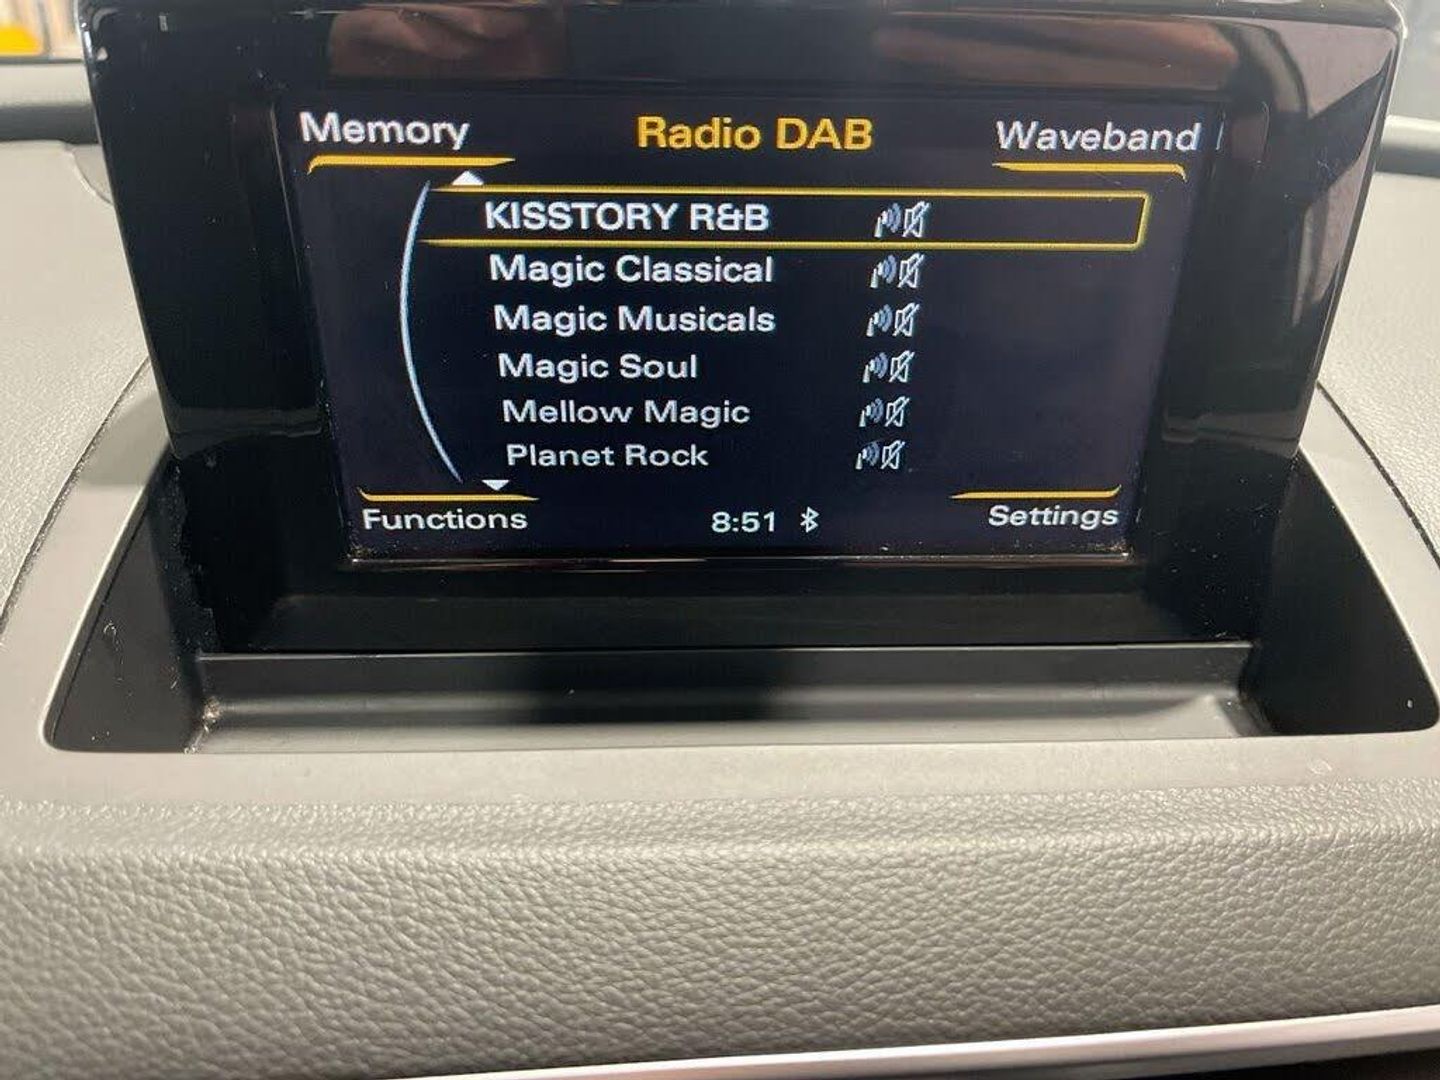 Memory Radio DAB Waveband
KISSTORY R&B
Magic Classical
Magic Musicals
Magic Soul
Mellow Magic
Planet Rock
Functions 8:51 Settings